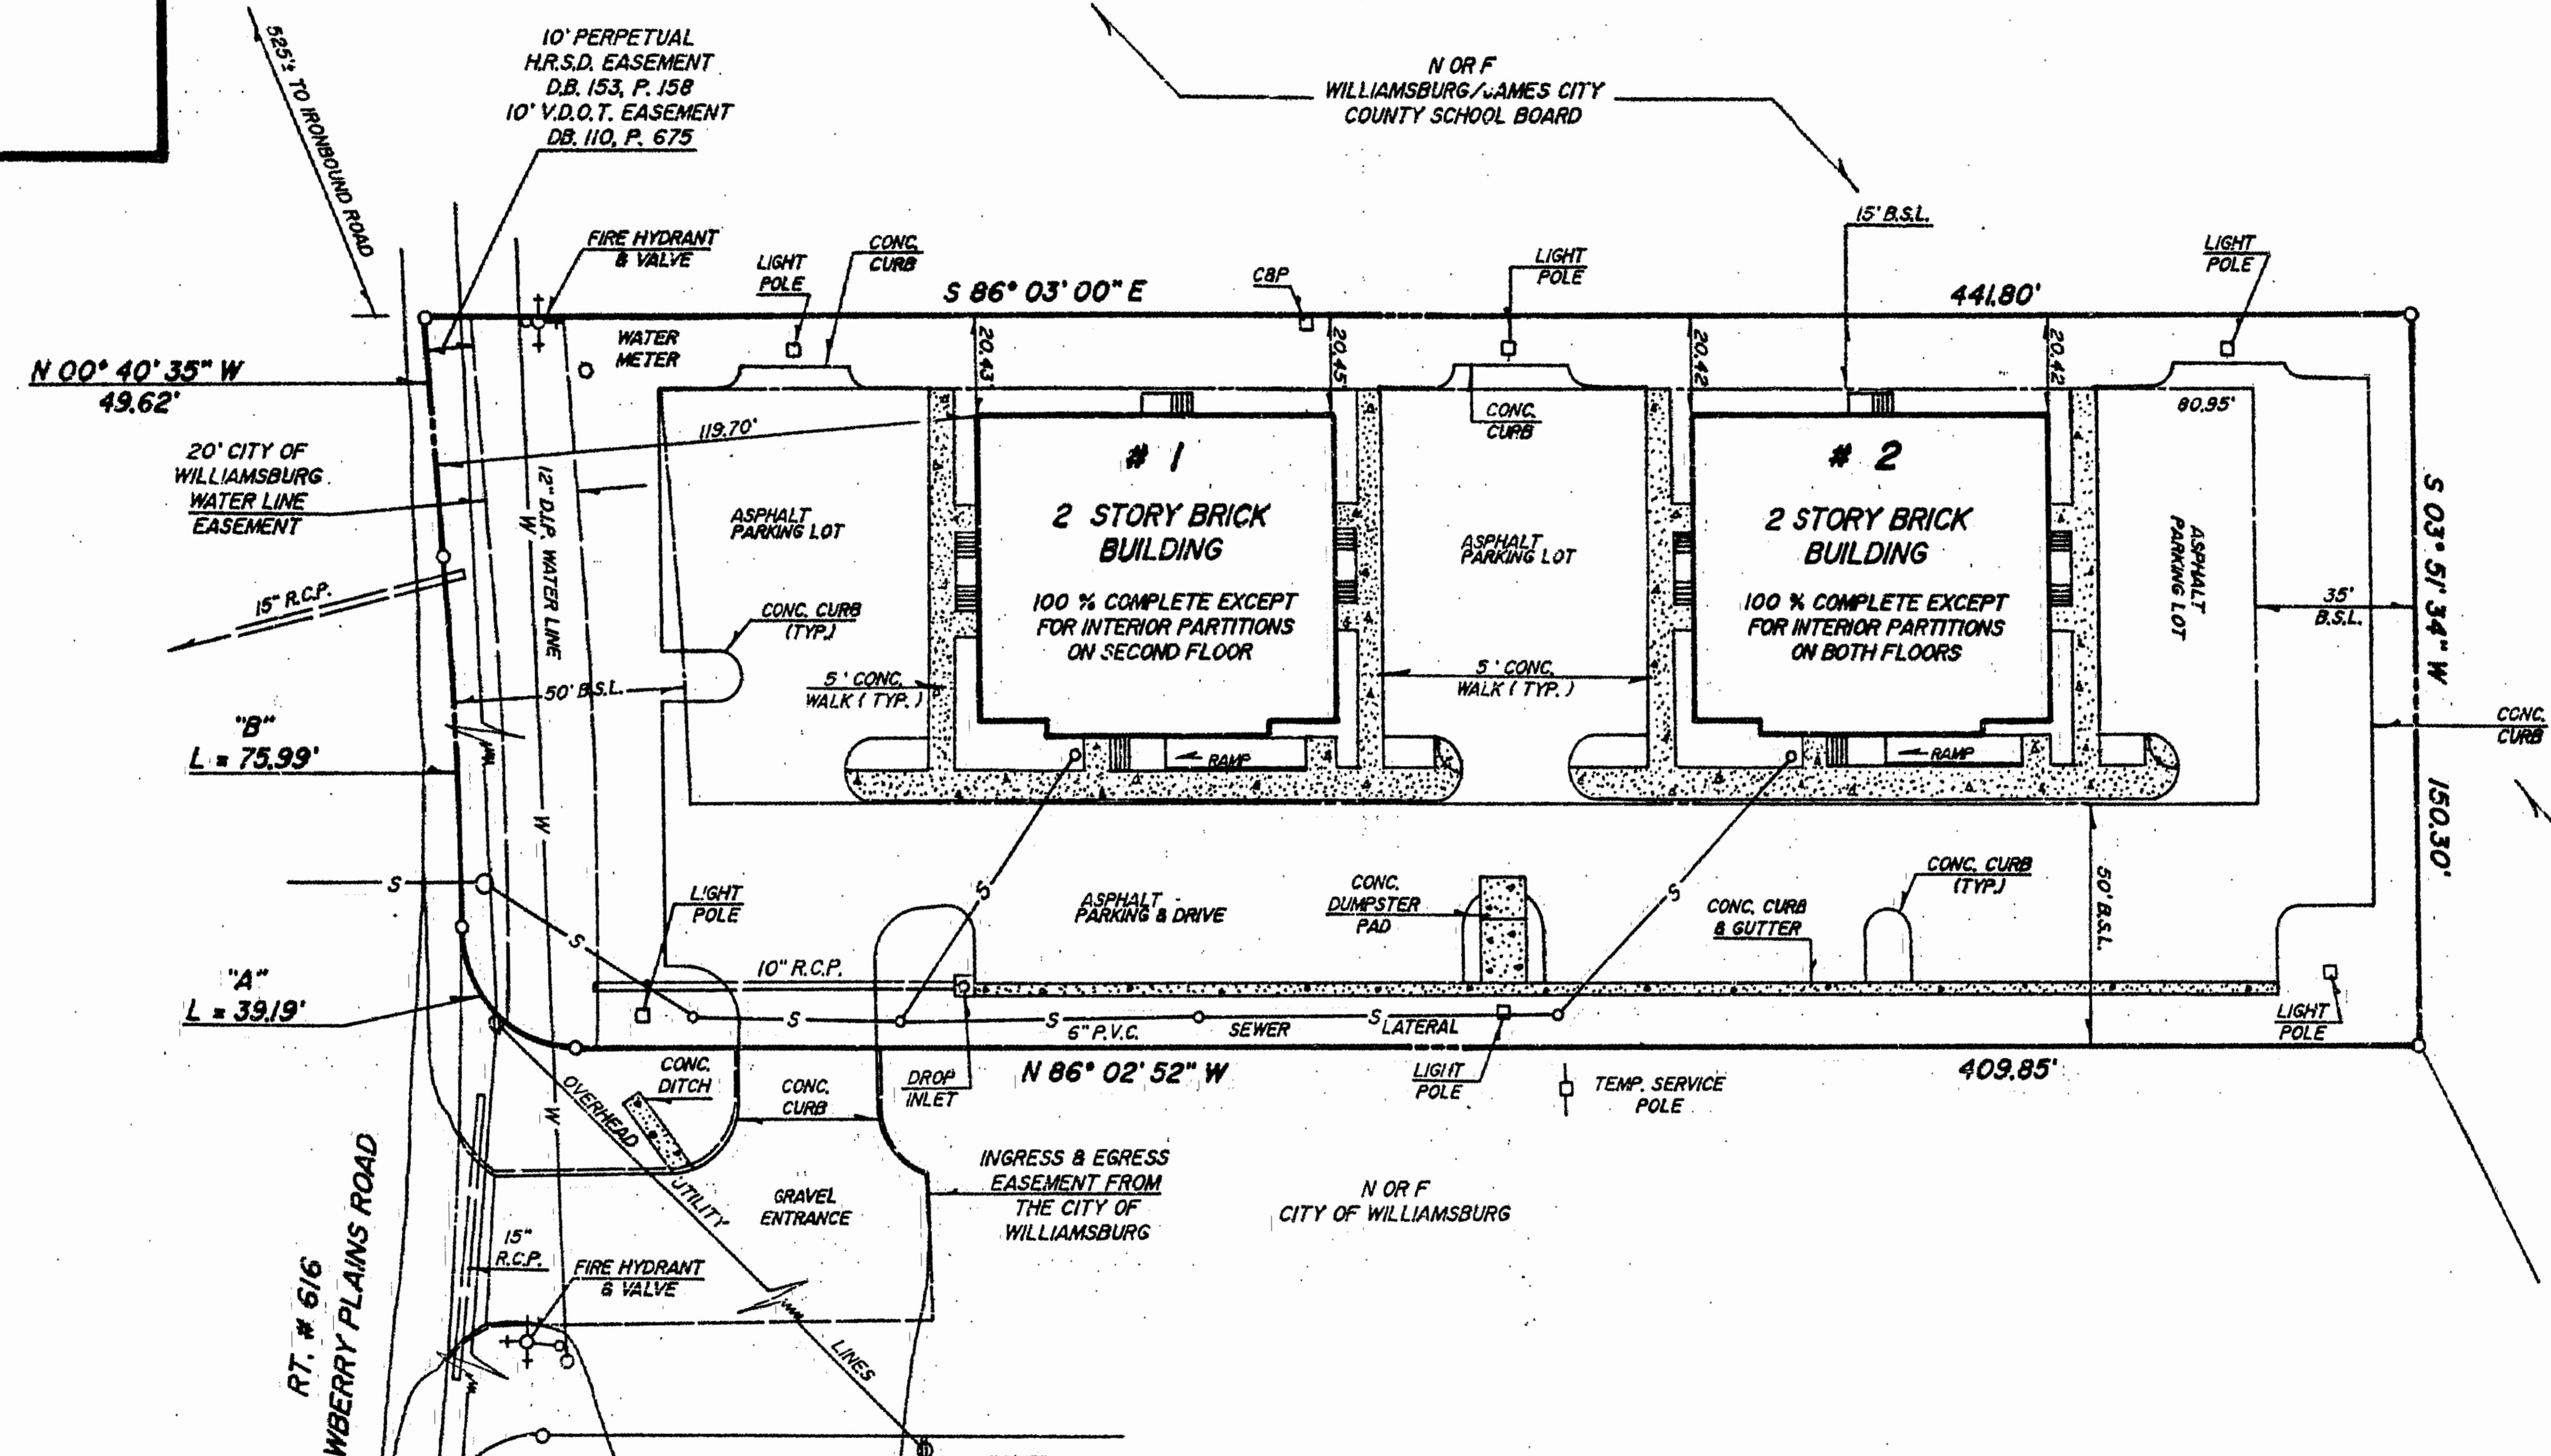 525'± TO IRONBOUND ROAD
10' PERPETUAL
H.R.S.D. EASEMENT
D.B. 153, P. 158
10' V.D.O.T. EASEMENT
DB. 110, P. 675
N OR F
WILLIAMSBURG/JAMES CITY
COUNTY SCHOOL BOARD
FIRE HYDRANT
& VALVE
LIGHT
POLE
CONC.
CURB
S 86° 03' 00" E
LIGHT
POLE
15' B.S.L.
441.80'
LIGHT
POLE
WATER
METER
N 00° 40' 35" W
49.62'
20.43'
20.45'
20.42'
20.42'
CONC.
CURB
80.95'
119.70'
20' CITY OF
WILLIAMSBURG
WATER LINE
EASEMENT
12" D.I.P. WATER LINE
W
ASPHALT
PARKING LOT
# 1
2 STORY BRICK
BUILDING
100 % COMPLETE EXCEPT
FOR INTERIOR PARTITIONS
ON SECOND FLOOR
ASPHALT
PARKING LOT
# 2
2 STORY BRICK
BUILDING
100 % COMPLETE EXCEPT
FOR INTERIOR PARTITIONS
ON BOTH FLOORS
ASPHALT
PARKING LOT
35'
B.S.L.
S 03° 51' 34" W 150.30'
15" R.C.P.
CONC. CURB
(TYP.)
50' B.S.L.
5' CONC.
WALK (TYP.)
5' CONC.
WALK (TYP.)
CONC.
CURB
"B"
L = 75.99'
RAMP
RAMP
W
S
S
S
S
LIGHT
POLE
ASPHALT
PARKING & DRIVE
CONC.
DUMPSTER
PAD
CONC. CURB
& GUTTER
CONC. CURB
(TYP.)
50' B.S.L.
"A"
L = 39.19'
10" R.C.P.
S
S
6" P.V.C.
SEWER
S
LATERAL
LIGHT
POLE
CONC.
DITCH
CONC.
CURB
DROP
INLET
N 86° 02' 52" W
LIGHT
POLE
TEMP. SERVICE
POLE
409.85'
OVERHEAD
UTILITY
LINES
W
INGRESS & EGRESS
EASEMENT FROM
THE CITY OF
WILLIAMSBURG
GRAVEL
ENTRANCE
N OR F
CITY OF WILLIAMSBURG
15"
R.C.P.
FIRE HYDRANT
& VALVE
RT. # 616
WBERRY PLAINS ROAD